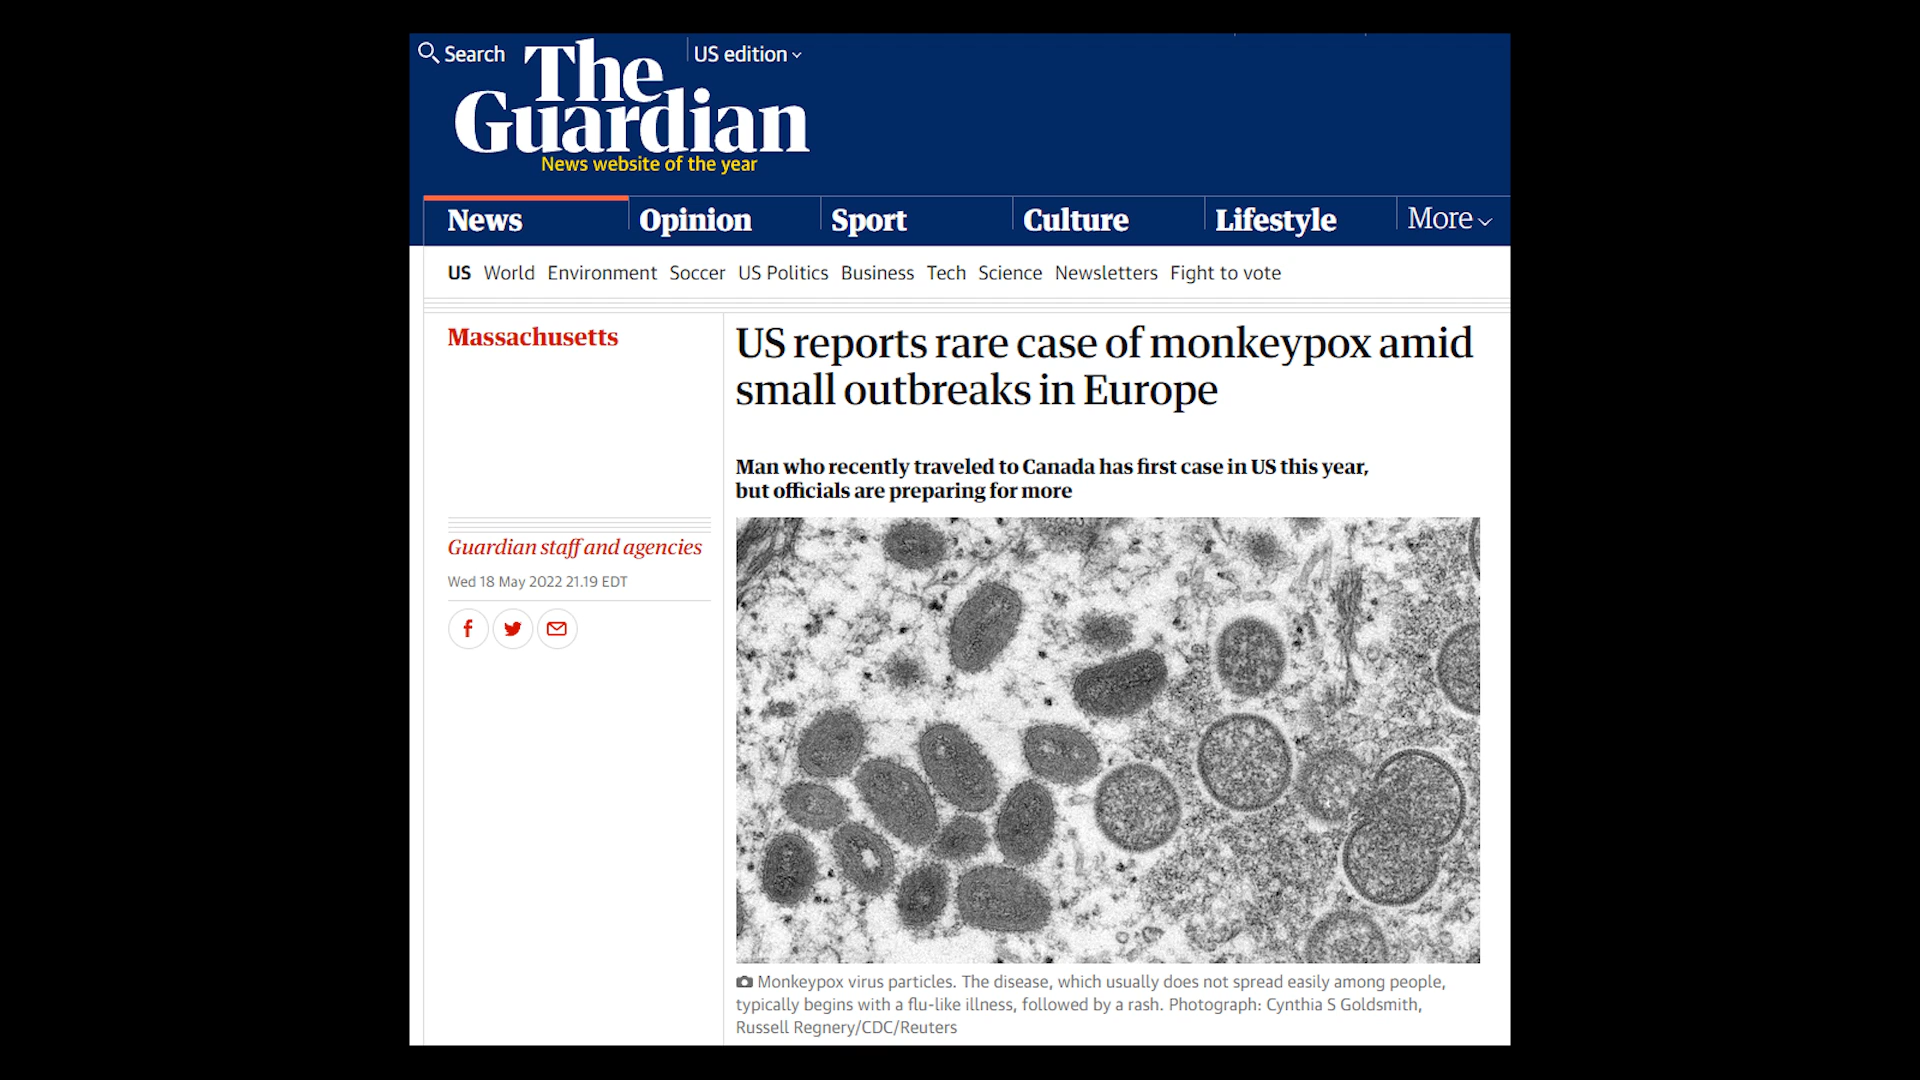 Search
US edition
The
Guardian
News website of the year
News
Opinion
Sport
Culture
Lifestyle
More
US World Environment Soccer US Politics Business Tech Science Newsletters Fight to vote
Massachusetts
US reports rare case of monkeypox amid
small outbreaks in Europe
Man who recently traveled to Canada has first case in US this year,
but officials are preparing for more
Guardian staff and agencies
Wed 18 May 2022 21.19 EDT
Monkeypox virus particles. The disease, which usually does not spread easily among people,
typically begins with a flu-like illness, followed by a rash. Photograph: Cynthia S Goldsmith,
Russell Regnery/CDC/Reuters